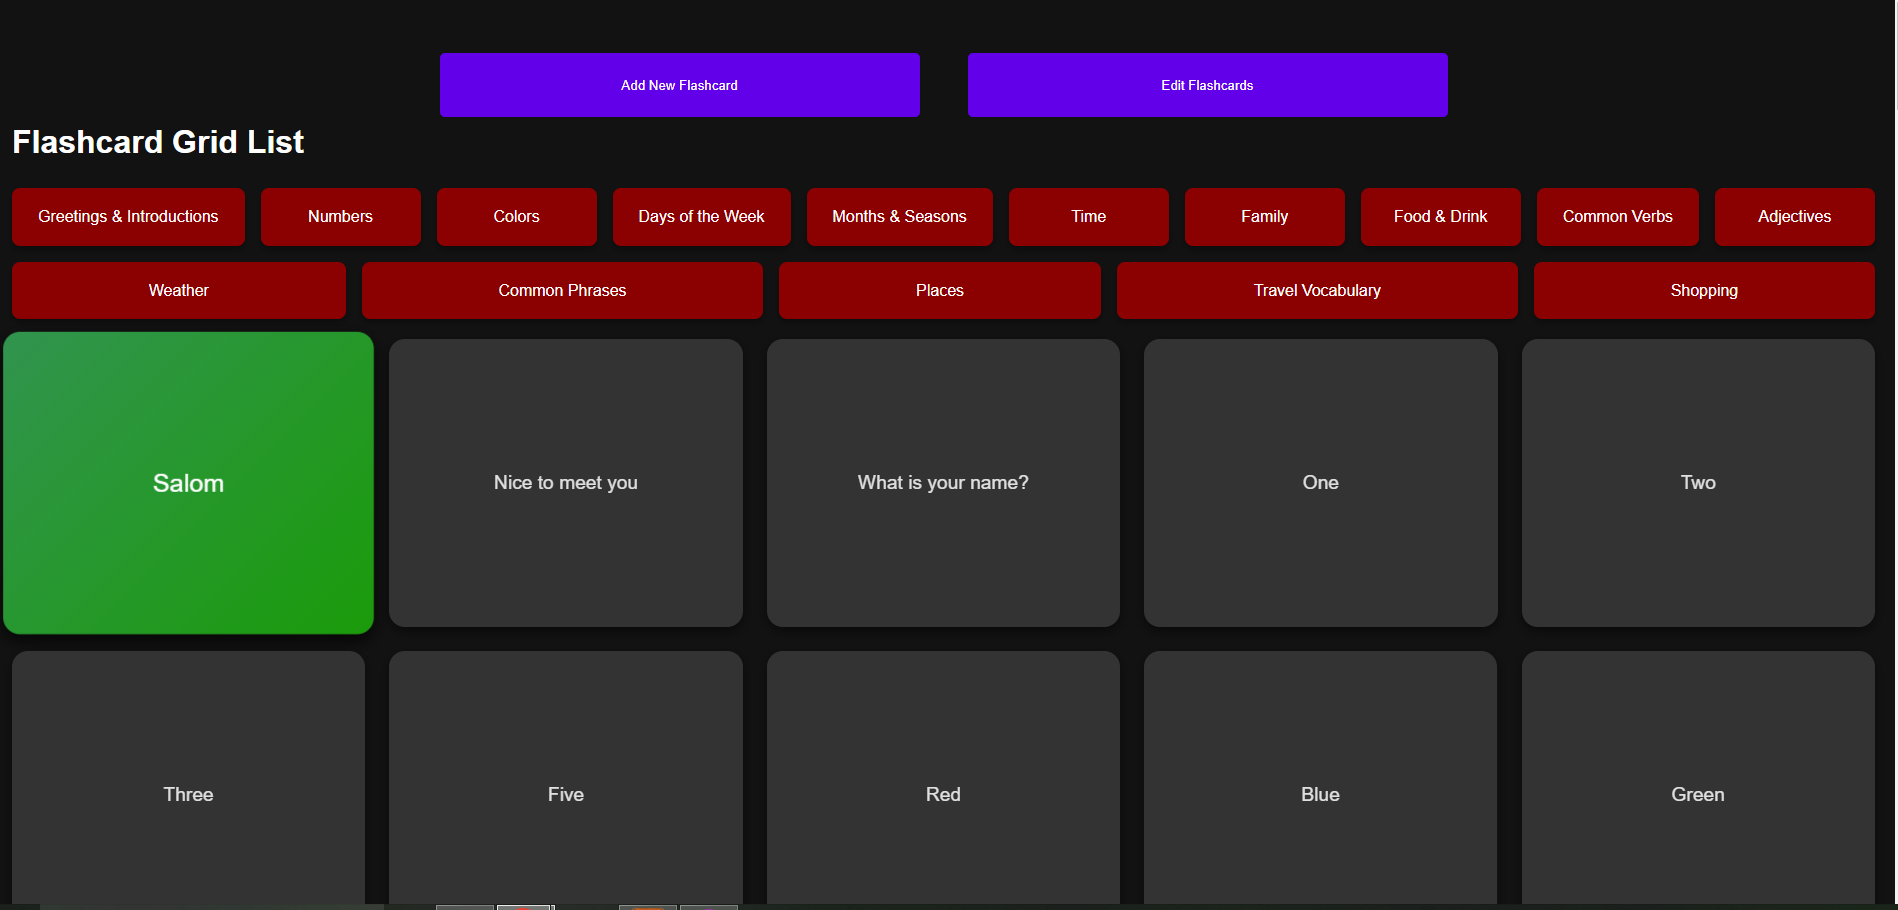 Add New Flashcard
Edit Flashcards
Flashcard Grid List
Greetings & Introductions
Numbers
Colors
Days of the Week
Months & Seasons
Time
Family
Food & Drink
Common Verbs
Adjectives
Weather
Common Phrases
Places
Travel Vocabulary
Shopping
Salom
Nice to meet you
What is your name?
One
Two
Three
Five
Red
Blue
Green